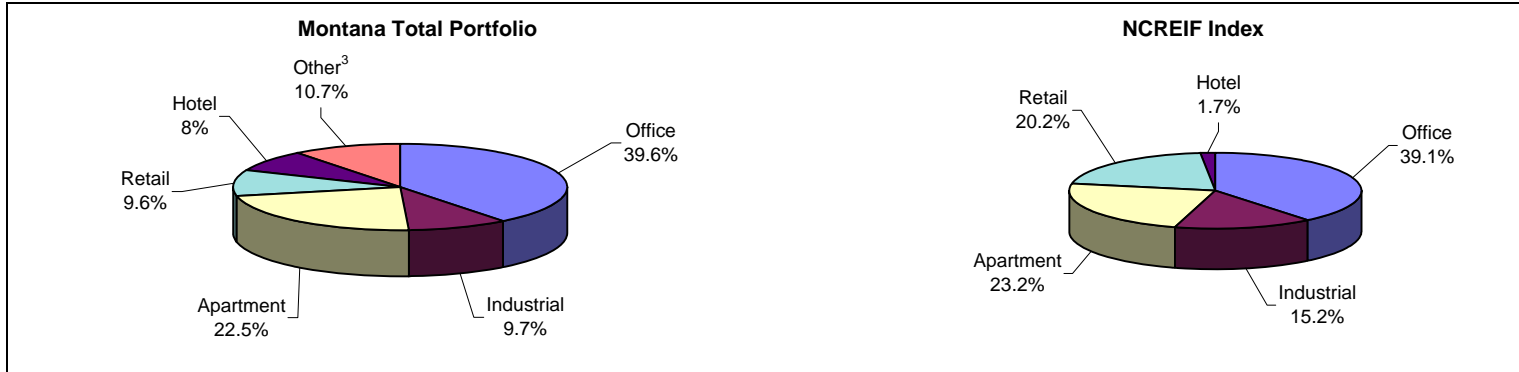 Montana Total Portfolio
Other³
10.7%
Hotel
8%
Office
39.6%
Retail
9.6%
Apartment
22.5%
Industrial
9.7%
NCREIF Index
Hotel
1.7%
Retail
20.2%
Office
39.1%
Apartment
23.2%
Industrial
15.2%